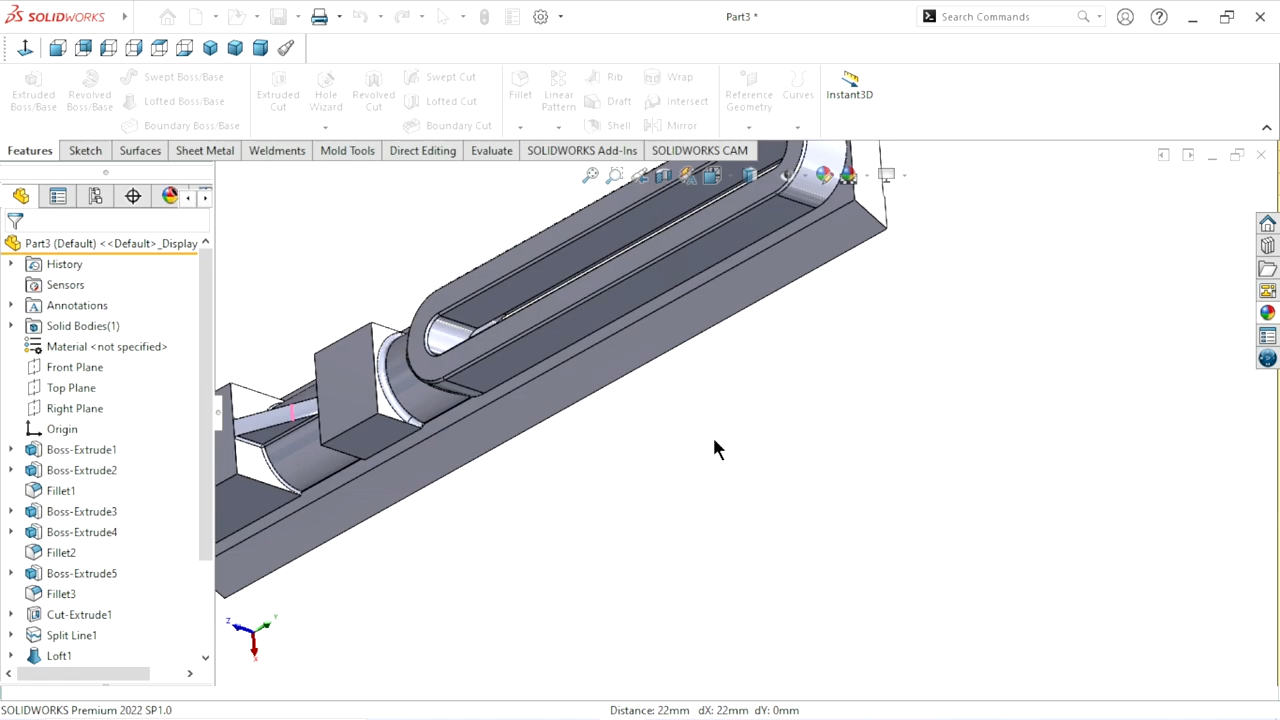 SOLIDWORKS
Part3 *
Search Commands
Extruded Boss/Base
Revolved Boss/Base
Swept Boss/Base
Lofted Boss/Base
Boundary Boss/Base
Extruded Cut
Hole Wizard
Revolved Cut
Swept Cut
Lofted Cut
Boundary Cut
Fillet
Linear Pattern
Rib
Draft
Shell
Wrap
Intersect
Mirror
Reference Geometry
Curves
Instant3D
Features
Sketch
Surfaces
Sheet Metal
Weldments
Mold Tools
Direct Editing
Evaluate
SOLIDWORKS Add-Ins
SOLIDWORKS CAM
Part3 (Default) <<Default>_Display
History
Sensors
Annotations
Solid Bodies(1)
Material <not specified>
Front Plane
Top Plane
Right Plane
Origin
Boss-Extrude1
Boss-Extrude2
Fillet1
Boss-Extrude3
Boss-Extrude4
Fillet2
Boss-Extrude5
Fillet3
Cut-Extrude1
Split Line1
Loft1
Z
Y
X
SOLIDWORKS Premium 2022 SP1.0
Distance: 22mm dX: 22mm dY: 0mm